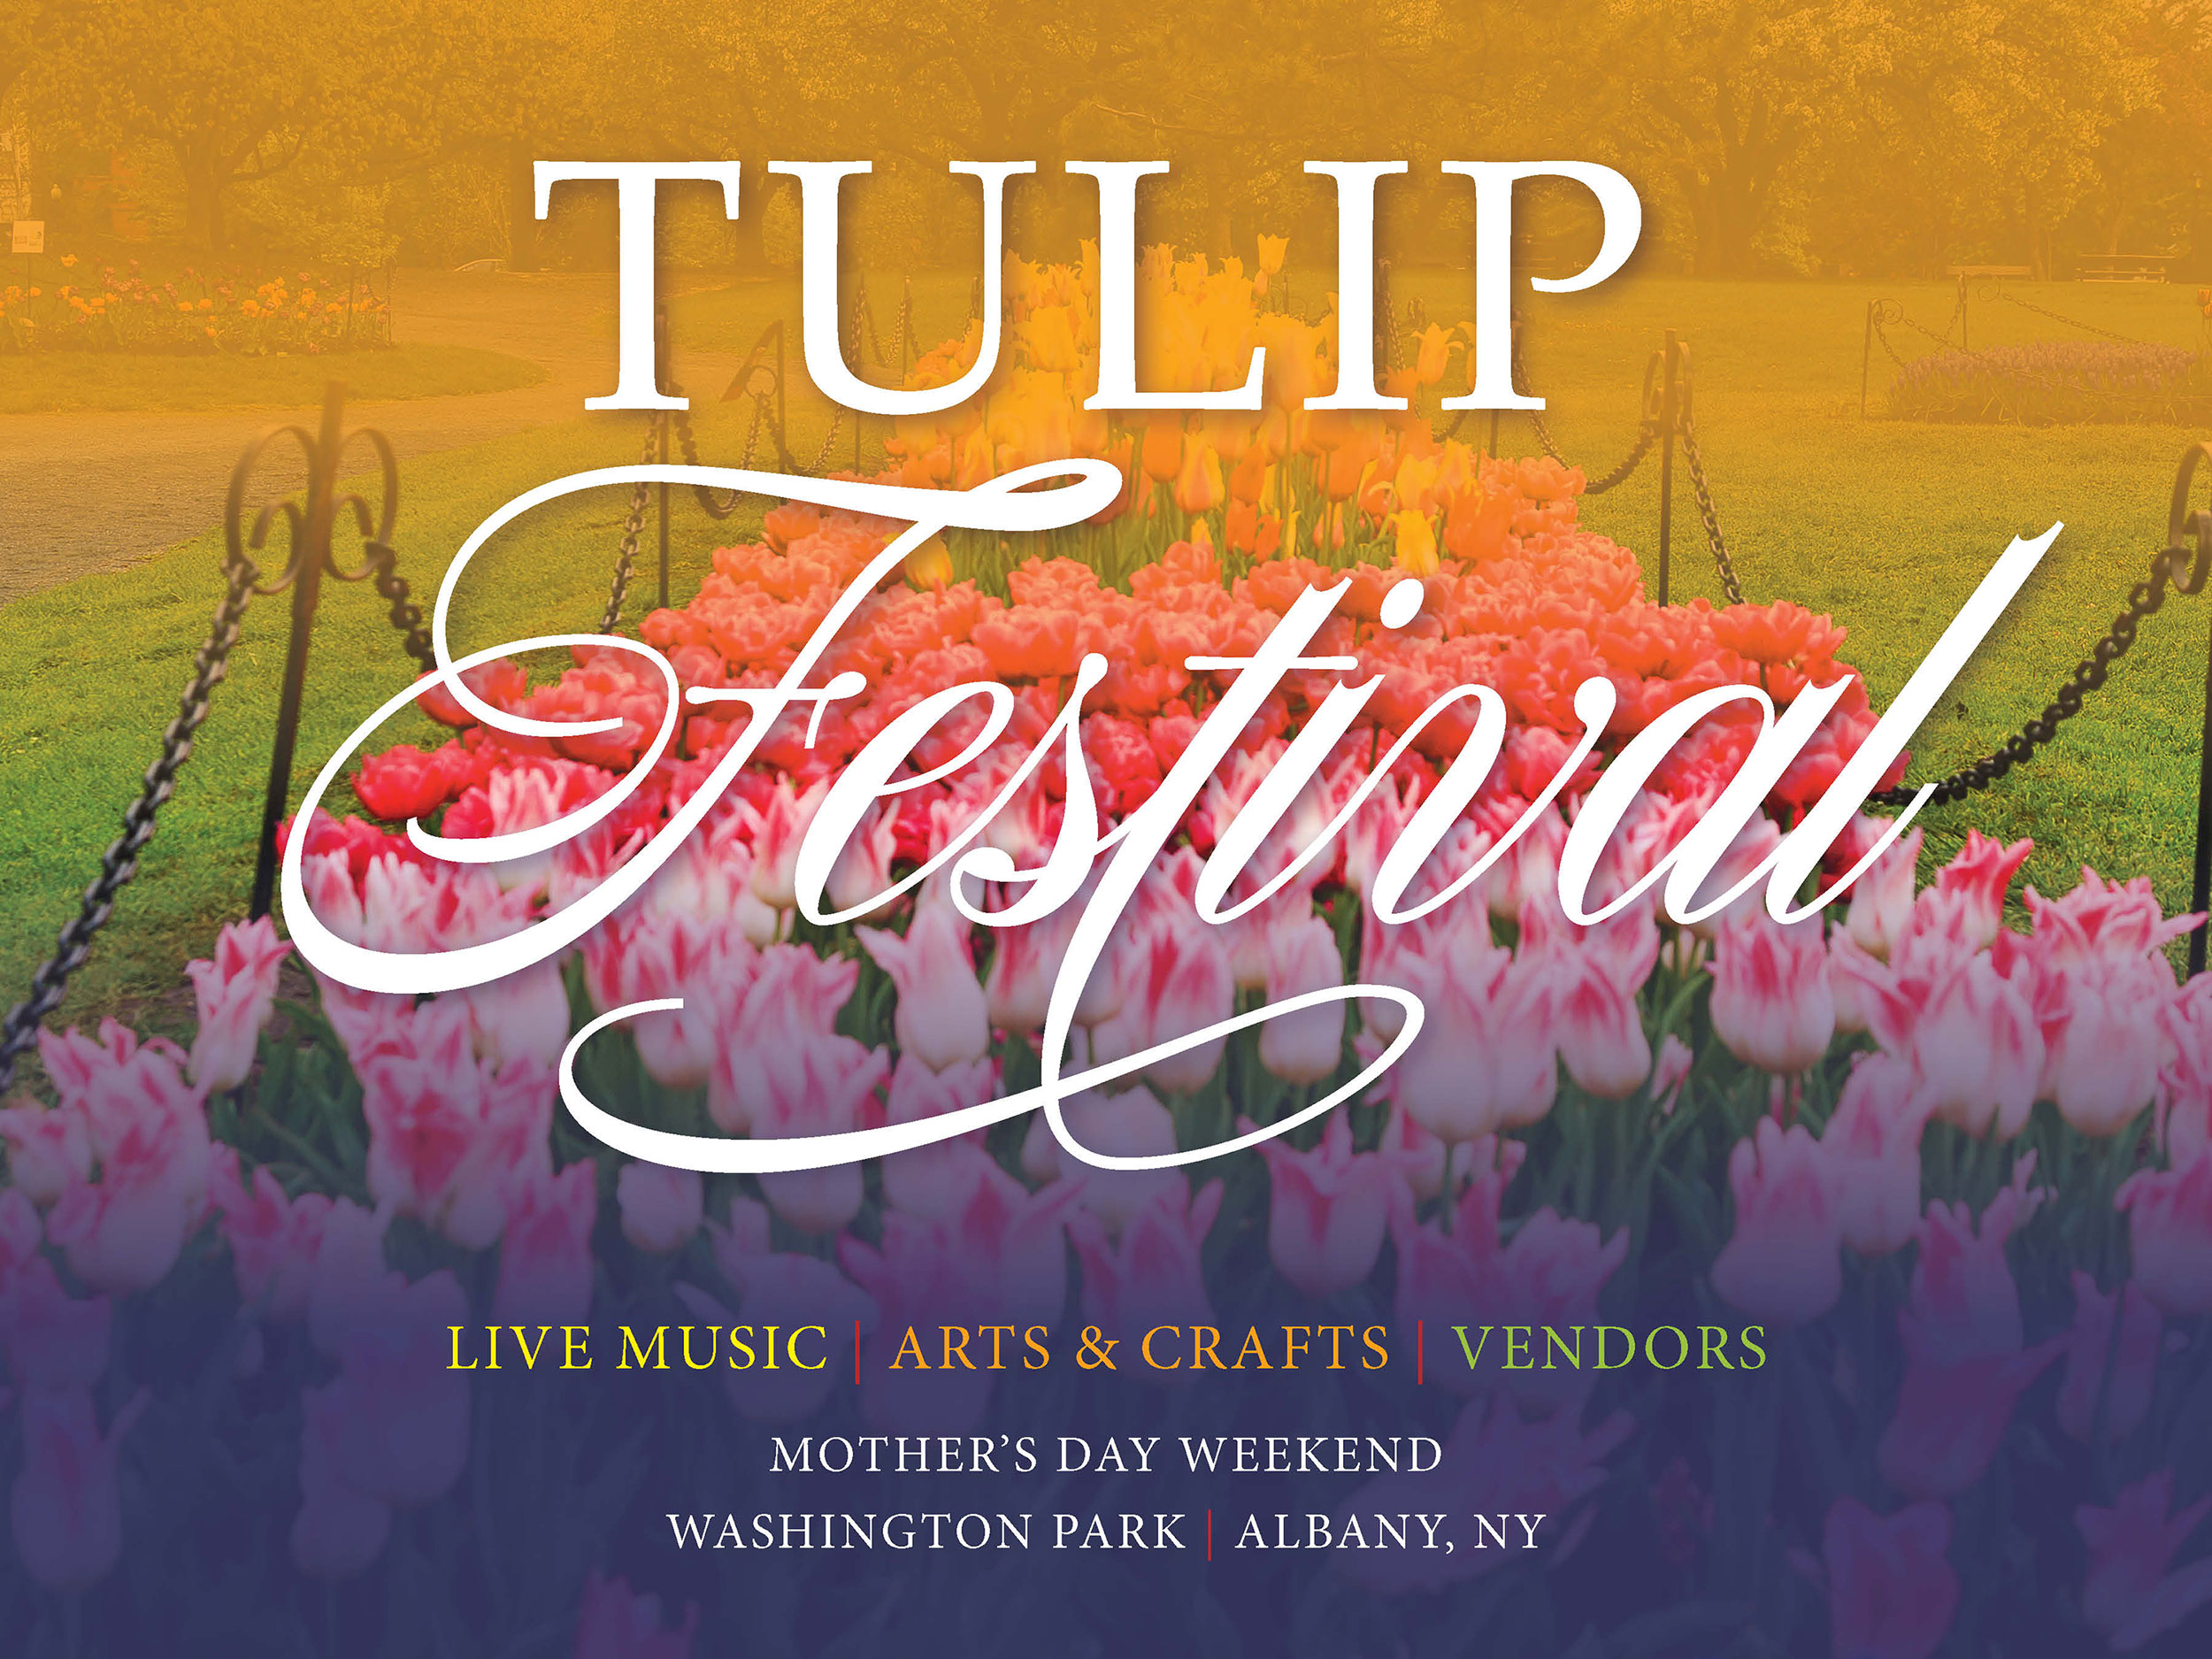 TULIP
Festival
LIVE MUSIC | ARTS & CRAFTS | VENDORS
MOTHER’S DAY WEEKEND
WASHINGTON PARK | ALBANY, NY